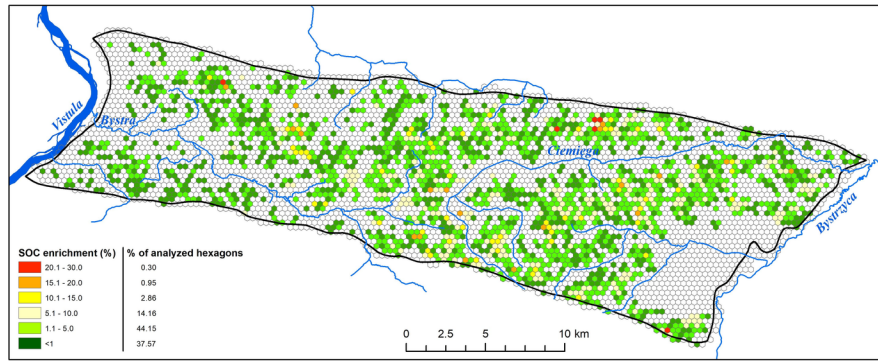 Vistula
Bystra
Ciemięga
Bystrzyca
SOC enrichment (%) % of analyzed hexagons
20.1 - 30.0 0.30
15.1 - 20.0 0.95
10.1 - 15.0 2.86
5.1 - 10.0 14.16
1.1 - 5.0 44.15
<1 37.57
0 2.5 5 10 km